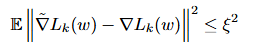 𝔼‖∇̃L_k(w) − ∇L_k(w)‖² ≤ ξ²